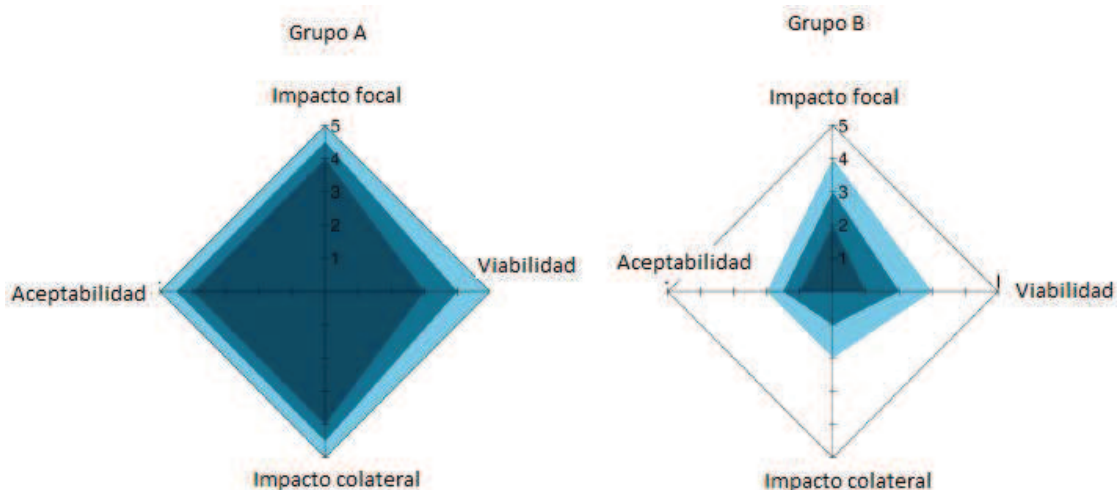 Grupo A
Impacto focal
5
4
3
2
1
Viabilidad
Aceptabilidad
Impacto colateral
Grupo B
Impacto focal
5
4
3
2
1
Aceptabilidad
Viabilidad
Impacto colateral